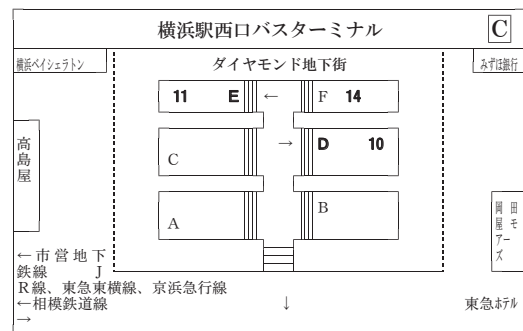 横浜駅西口バスターミナル
C
横浜ベイシェラトン
ダイヤモンド地下街
みずほ銀行
11 E ← F 14
高島屋
C → D 10
A B
岡田屋モアーズ
←市営地下
鉄線 J
R線、東急東横線、京浜急行線
←相模鉄道線 ↓ 東急ホテル
→